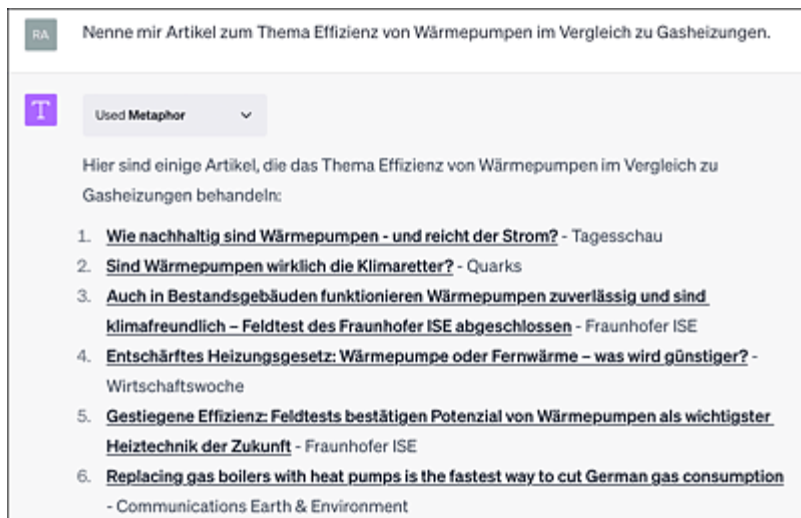 RA
Nenne mir Artikel zum Thema Effizienz von Wärmepumpen im Vergleich zu Gasheizungen.
T
Used Metaphor
Hier sind einige Artikel, die das Thema Effizienz von Wärmepumpen im Vergleich zu
Gasheizungen behandeln:
1. Wie nachhaltig sind Wärmepumpen - und reicht der Strom? - Tagesschau
2. Sind Wärmepumpen wirklich die Klimaretter? - Quarks
3. Auch in Bestandsgebäuden funktionieren Wärmepumpen zuverlässig und sind
klimafreundlich – Feldtest des Fraunhofer ISE abgeschlossen - Fraunhofer ISE
4. Entschärftes Heizungsgesetz: Wärmepumpe oder Fernwärme – was wird günstiger? -
Wirtschaftswoche
5. Gestiegene Effizienz: Feldtests bestätigen Potenzial von Wärmepumpen als wichtigster
Heiztechnik der Zukunft - Fraunhofer ISE
6. Replacing gas boilers with heat pumps is the fastest way to cut German gas consumption
- Communications Earth & Environment